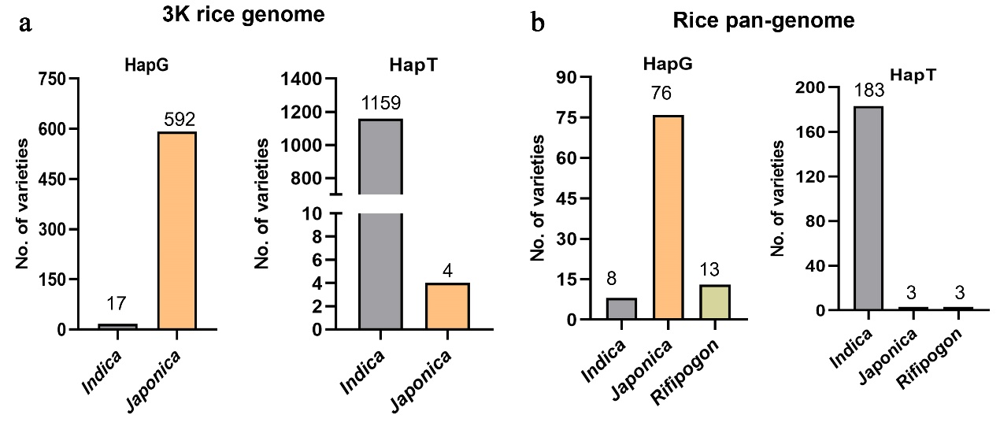 a
3K rice genome
HapG
No. of varieties
750
600
450
300
150
0
17
592
Indica
Japonica
HapT
No. of varieties
1400
1200
1000
800
10
8
6
4
2
0
1159
4
Indica
Japonica
b
Rice pan-genome
HapG
No. of varieties
90
75
60
45
30
15
0
8
76
13
Indica
Japonica
Rifipogon
HapT
No. of varieties
200
160
120
80
40
0
183
3
3
Indica
Japonica
Rifipogon